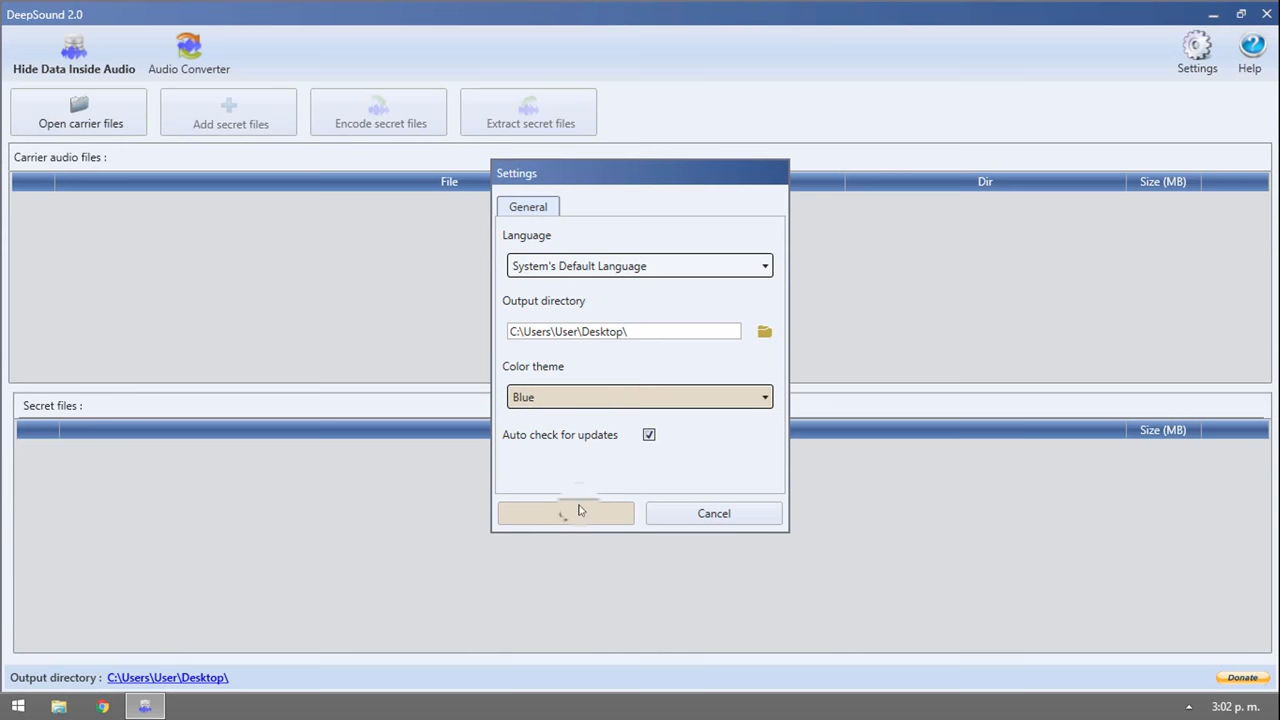 DeepSound 2.0
Hide Data Inside Audio
Audio Converter
Settings
Help
Open carrier files
Add secret files
Encode secret files
Extract secret files
Carrier audio files :
File
Dir
Size (MB)
Settings
General
Language
System's Default Language
Output directory
C:\Users\User\Desktop\
Color theme
Blue
Auto check for updates
Cancel
Secret files :
Size (MB)
Output directory : C:\Users\User\Desktop\
Donate
3:02 p. m.